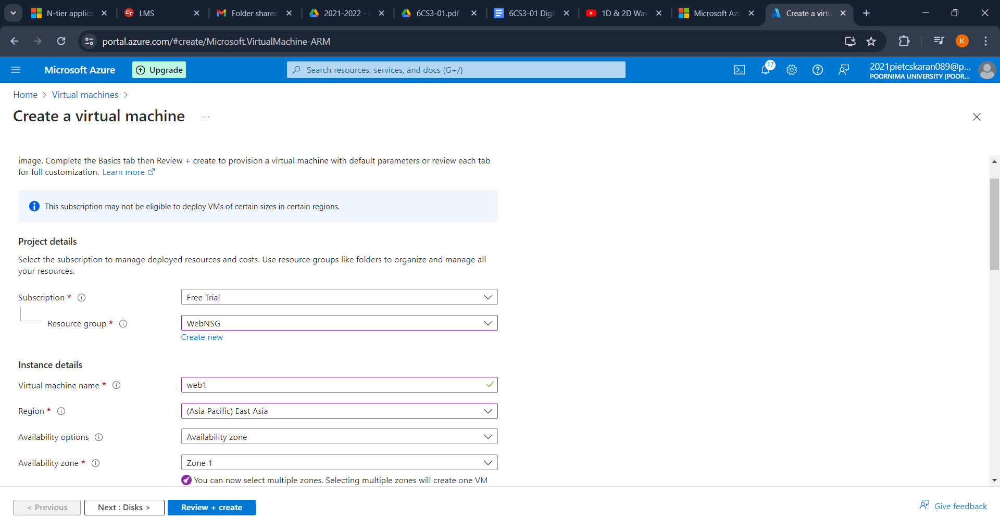 N-tier applica
LMS
Folder shared
2021-2022 -
6CS3-01.pdf
6CS3-01 Digi
1D & 2D Wav
Microsoft Azu
Create a virtu
portal.azure.com/#create/Microsoft.VirtualMachine-ARM
K
Microsoft Azure
Upgrade
Search resources, services, and docs (G+/)
17
2021pietcskaran089@p...
POORNIMA UNIVERSITY (POOR...
Home > Virtual machines >
Create a virtual machine ...
image. Complete the Basics tab then Review + create to provision a virtual machine with default parameters or review each tab
for full customization. Learn more
This subscription may not be eligible to deploy VMs of certain sizes in certain regions.
Project details
Select the subscription to manage deployed resources and costs. Use resource groups like folders to organize and manage all
your resources.
Subscription * Free Trial
Resource group * WebNSG
Create new
Instance details
Virtual machine name * web1
Region * (Asia Pacific) East Asia
Availability options Availability zone
Availability zone * Zone 1
You can now select multiple zones. Selecting multiple zones will create one VM
< Previous
Next : Disks >
Review + create
Give feedback